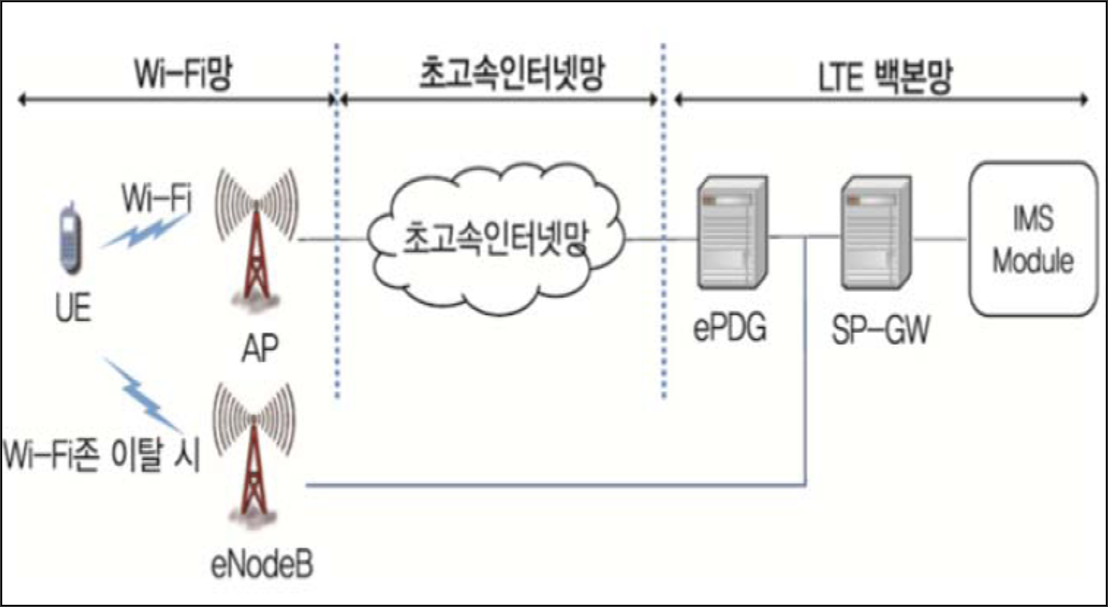 Wi-Fi망
초고속인터넷망
LTE 백본망
Wi-Fi
초고속인터넷망
IMS
Module
UE
AP
ePDG
SP-GW
Wi-Fi존 이탈 시
eNodeB